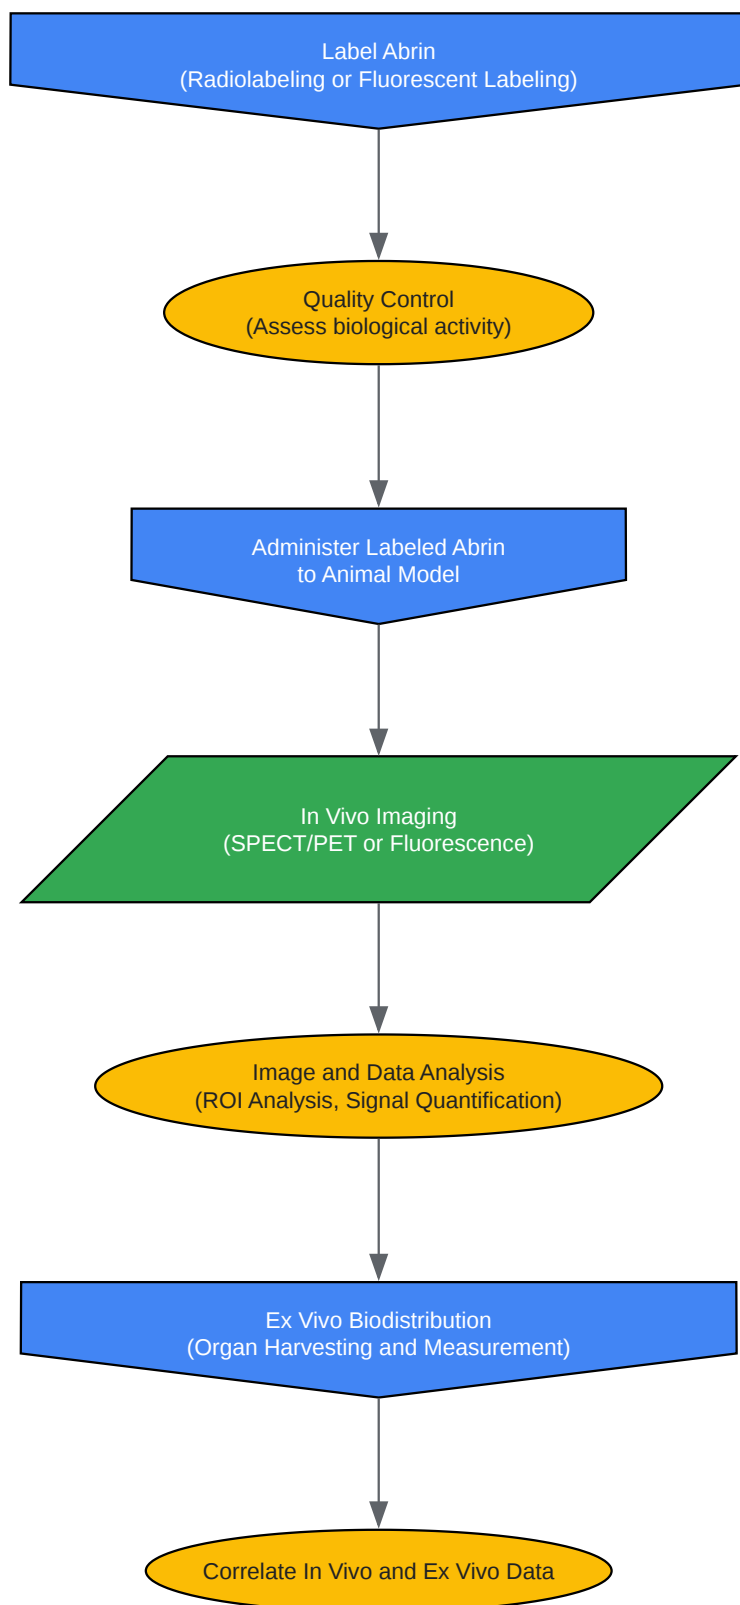 Label Abrin
(Radiolabeling or Fluorescent Labeling)
Quality Control
(Assess biological activity)
Administer Labeled Abrin
to Animal Model
In Vivo Imaging
(SPECT/PET or Fluorescence)
Image and Data Analysis
(ROI Analysis, Signal Quantification)
Ex Vivo Biodistribution
(Organ Harvesting and Measurement)
Correlate In Vivo and Ex Vivo Data